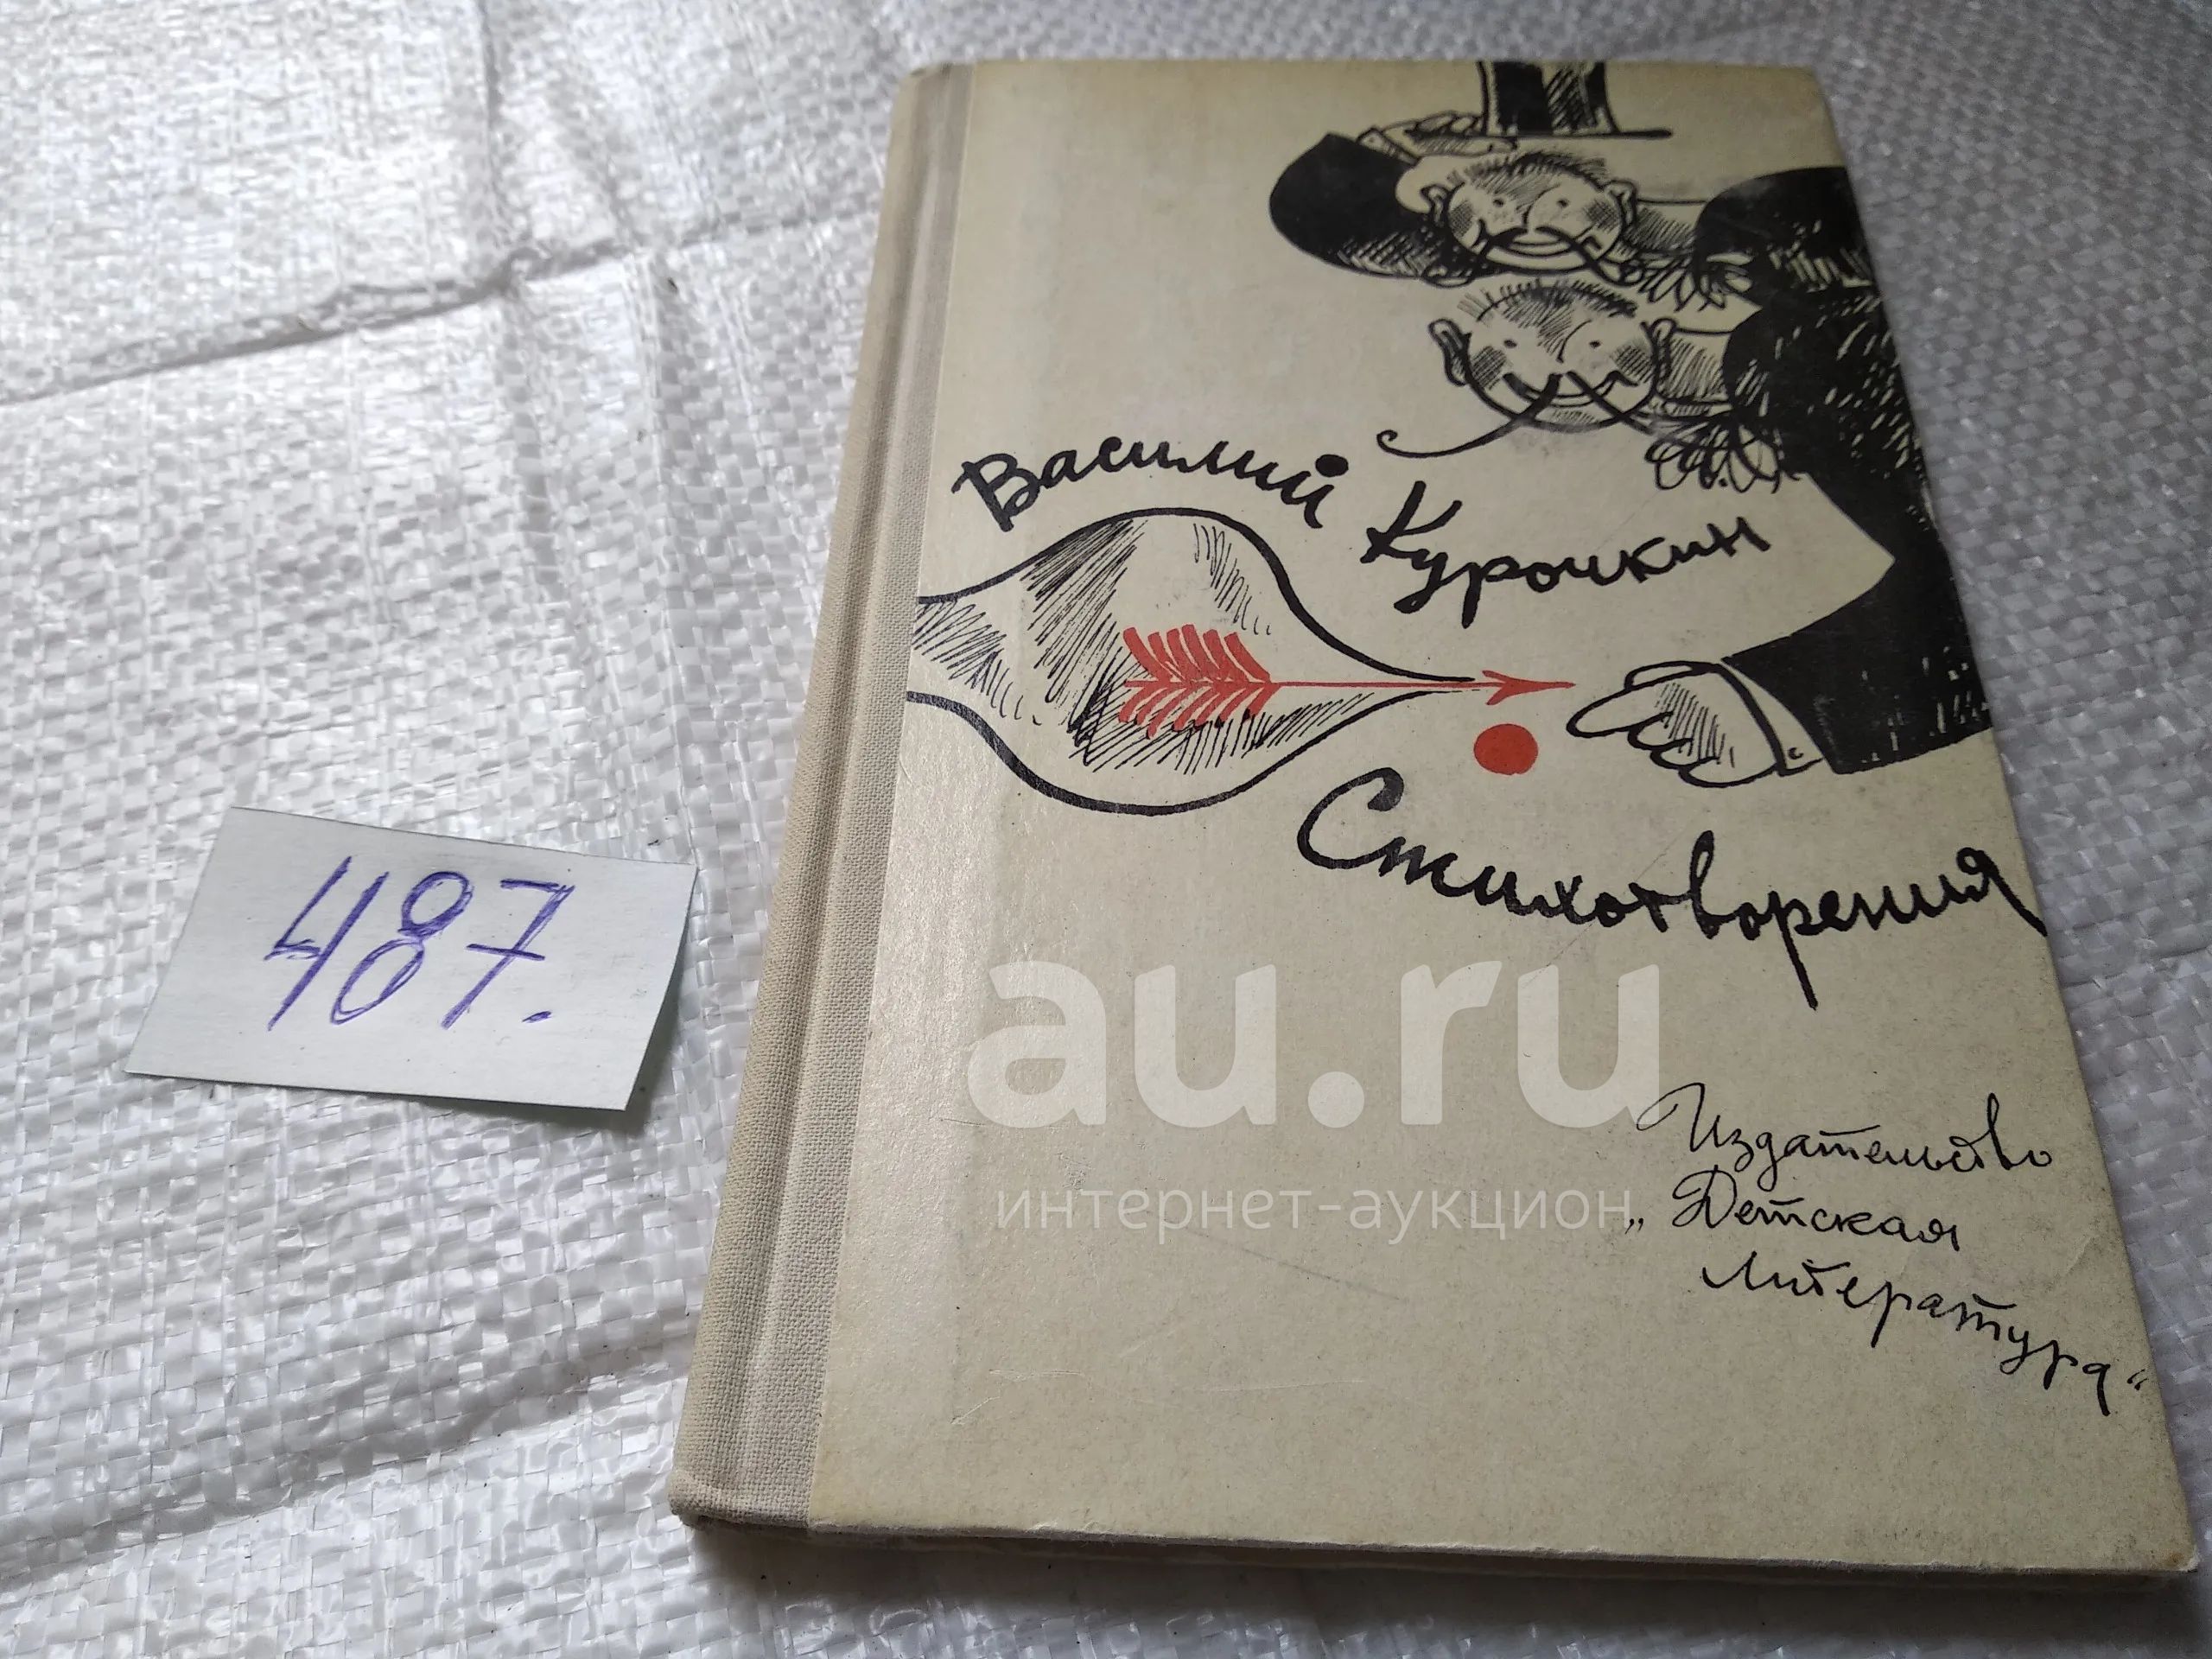 Василий Курочкин
Стихотворения
487.
au.ru
интернет-аукцион
Издательство
„Детская
литература“